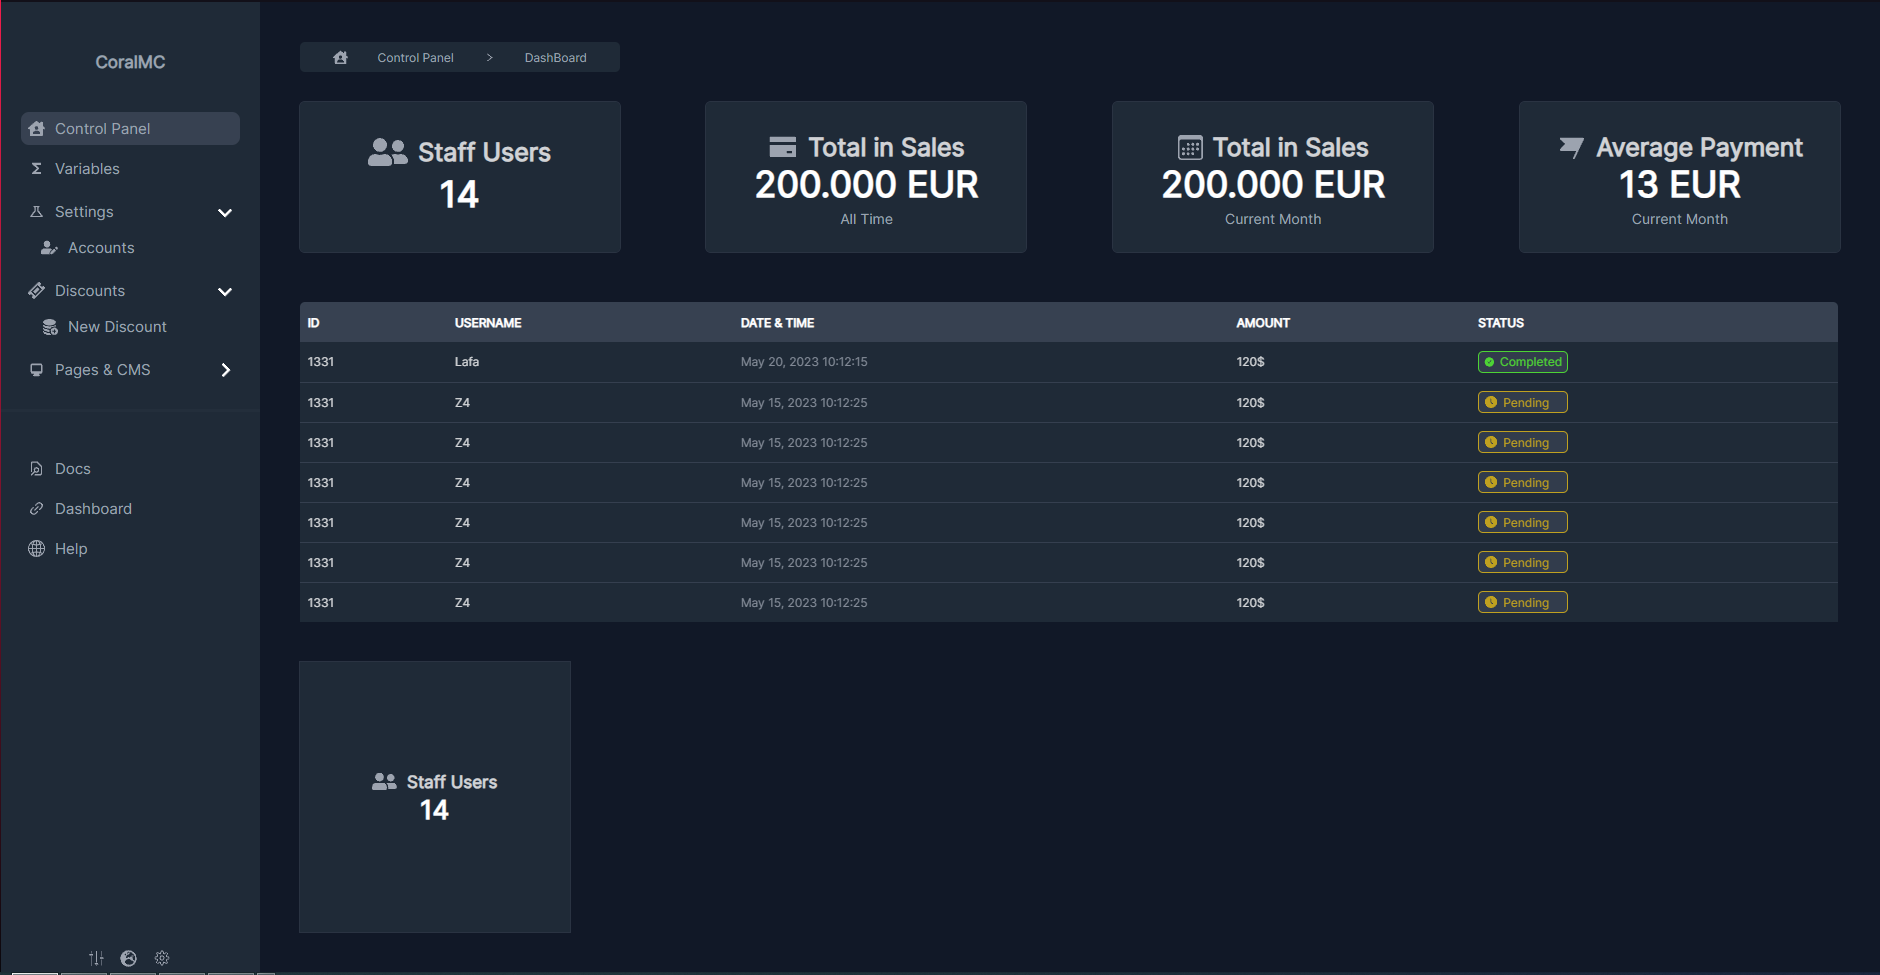 CoralMC
Control Panel
Variables
Settings
Accounts
Discounts
New Discount
Pages & CMS
Docs
Dashboard
Help
Control Panel > DashBoard
Staff Users
14
Total in Sales
200.000 EUR
All Time
Total in Sales
200.000 EUR
Current Month
Average Payment
13 EUR
Current Month
ID USERNAME DATE & TIME AMOUNT STATUS
1331 Lafa May 20, 2023 10:12:15 120$ Completed
1331 Z4 May 15, 2023 10:12:25 120$ Pending
1331 Z4 May 15, 2023 10:12:25 120$ Pending
1331 Z4 May 15, 2023 10:12:25 120$ Pending
1331 Z4 May 15, 2023 10:12:25 120$ Pending
1331 Z4 May 15, 2023 10:12:25 120$ Pending
1331 Z4 May 15, 2023 10:12:25 120$ Pending
Staff Users
14